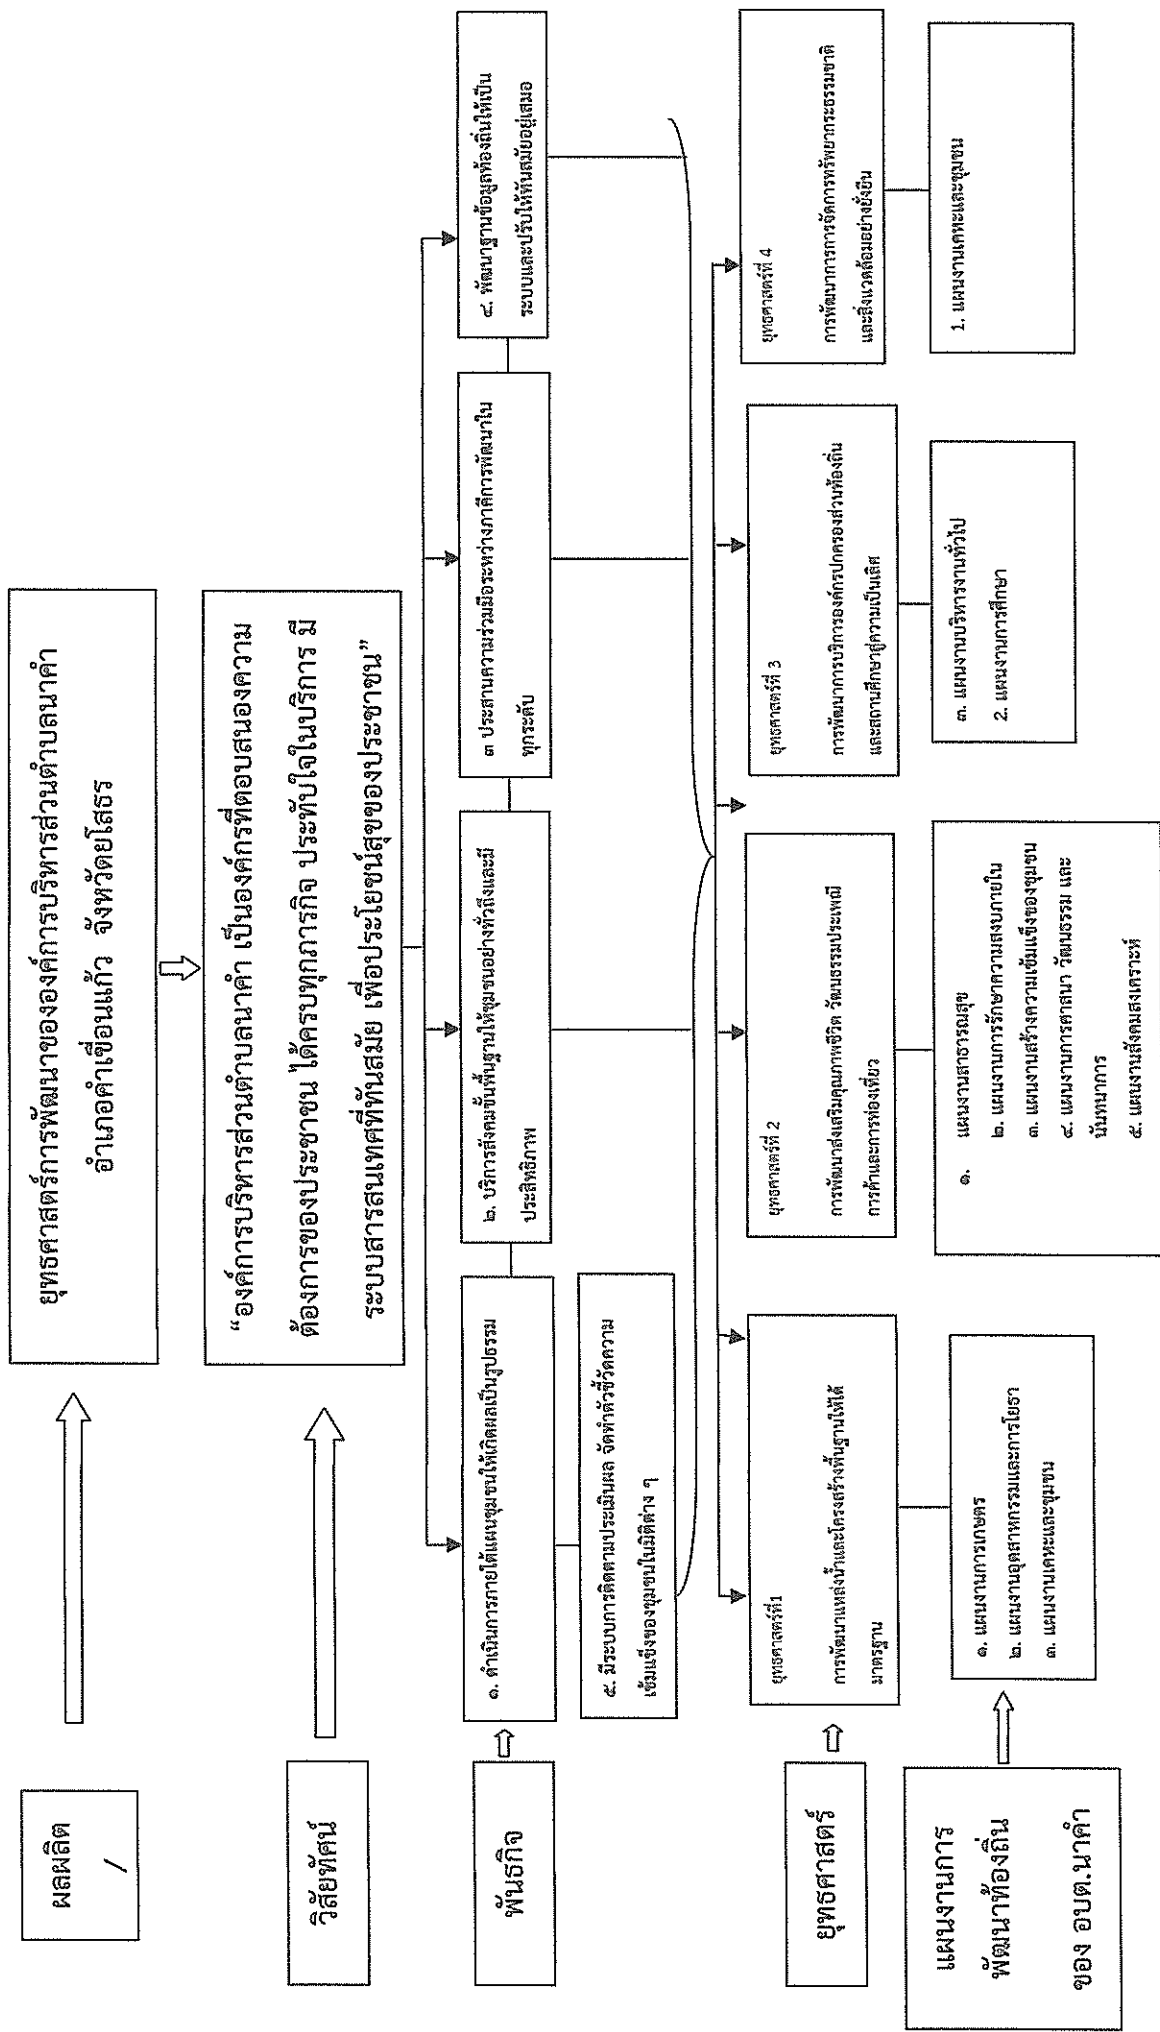 ผลผลิต
/
ยุทธศาสตร์การพัฒนาขององค์การบริหารส่วนตำบลนาคำ
อำเภอคำเขื่อนแก้ว จังหวัดยโสธร
วิสัยทัศน์
“องค์การบริหารส่วนตำบลนาคำ เป็นองค์กรที่ตอบสนองความ
ต้องการของประชาชน ได้ครบทุกภารกิจ ประทับใจในบริการ มี
ระบบสารสนเทศที่ทันสมัย เพื่อประโยชน์สุขของประชาชน”
พันธกิจ
๑. ดำเนินการภายใต้แผนชุมชนให้เกิดผลเป็นรูปธรรม
๒. บริการสังคมขั้นพื้นฐานให้ชุมชนอย่างทั่วถึงและมี
ประสิทธิภาพ
๓ ประสานความร่วมมือระหว่างภาคีการพัฒนาใน
ทุกระดับ
๔. พัฒนาฐานข้อมูลท้องถิ่นให้เป็น
ระบบและปรับให้ทันสมัยอยู่เสมอ
๕. มีระบบการติดตามประเมินผล จัดทำตัวชี้วัดความ
เข้มแข็งของชุมชนในมิติต่าง ๆ
ยุทธศาสตร์
ยุทธศาสตร์ที่1
การพัฒนาแหล่งน้ำและโครงสร้างพื้นฐานให้ได้
มาตรฐาน
ยุทธศาสตร์ที่ 2
การพัฒนาส่งเสริมคุณภาพชีวิต วัฒนธรรมประเพณี
การค้าและการท่องเที่ยว
ยุทธศาสตร์ที่ 3
การพัฒนาการบริการองค์กรปกครองส่วนท้องถิ่น
และสถานศึกษาสู่ความเป็นเลิศ
ยุทธศาสตร์ที่ 4
การพัฒนาการการจัดการทรัพยากรธรรมชาติ
และสิ่งแวดล้อมอย่างยั่งยืน
แผนงานการ
พัฒนาท้องถิ่น
ของ อบต.นาคำ
๑. แผนงานการเกษตร
๒. แผนงานอุตสาหกรรมและการโยธา
๓. แผนงานเคหะและชุมชน
๑. แผนงานสาธารณสุข
๒. แผนงานการรักษาความสงบภายใน
๓. แผนงานสร้างความเข้มแข็งของชุมชน
๔. แผนงานการศาสนา วัฒนธรรม และ
นันทนาการ
๕. แผนงานสังคมสงเคราะห์
๓. แผนงานบริหารงานทั่วไป
2. แผนงานการศึกษา
1. แผนงานเคหะและชุมชน